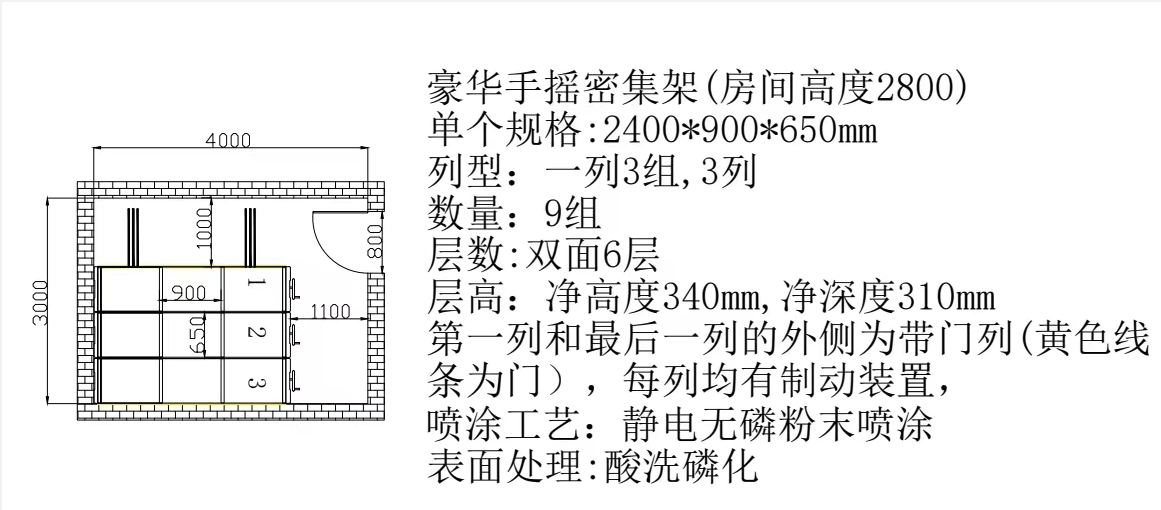 豪华手摇密集架(房间高度2800)
单个规格:2400*900*650mm
列型：一列3组,3列
数量：9组
层数:双面6层
层高：净高度340mm,净深度310mm
第一列和最后一列的外侧为带门列(黄色线
条为门），每列均有制动装置，
喷涂工艺：静电无磷粉末喷涂
表面处理:酸洗磷化
4000
1000
800
3000
1
900
1100
650
2
3